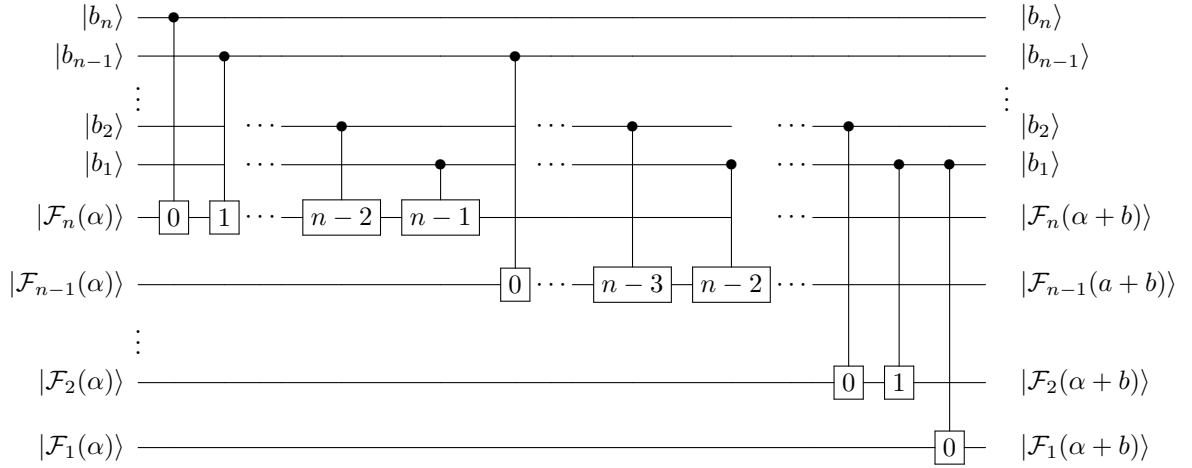 |b_n⟩ |b_n⟩
|b_{n−1}⟩ |b_{n−1}⟩
⋮ ⋮
|b_2⟩ ⋯ ⋯ ⋯ |b_2⟩
|b_1⟩ ⋯ ⋯ ⋯ |b_1⟩
|ℱ_n(α)⟩ 0 1 ⋯ n − 2 n − 1 ⋯ |ℱ_n(α + b)⟩
|ℱ_{n−1}(α)⟩ 0 ⋯ n − 3 n − 2 ⋯ |ℱ_{n−1}(a + b)⟩
⋮
|ℱ_2(α)⟩ 0 1 |ℱ_2(α + b)⟩
|ℱ_1(α)⟩ 0 |ℱ_1(α + b)⟩